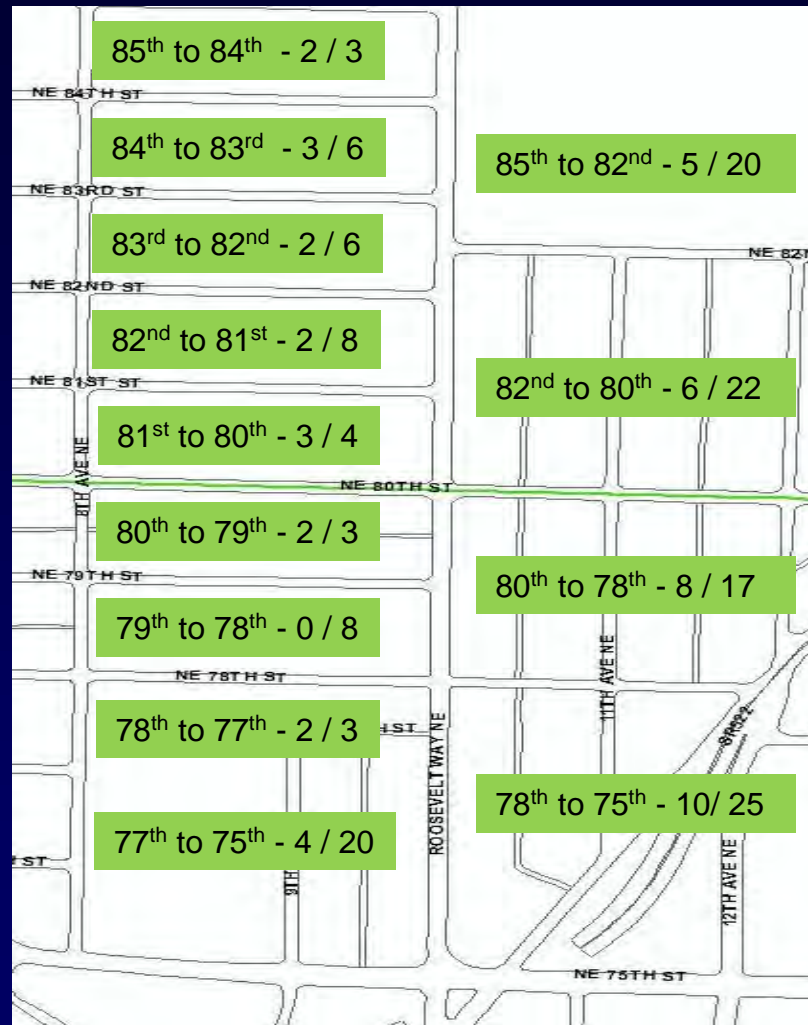 85th to 84th - 2 / 3
NE 84TH ST
84th to 83rd - 3 / 6
85th to 82nd - 5 / 20
NE 83RD ST
83rd to 82nd - 2 / 6
NE 82N
NE 82ND ST
82nd to 81st - 2 / 8
NE 81ST ST
82nd to 80th - 6 / 22
81st to 80th - 3 / 4
8TH AVE NE
NE 80TH ST
80th to 79th - 2 / 3
NE 79TH ST
80th to 78th - 8 / 17
79th to 78th - 0 / 8
NE 78TH ST
11TH AVE NE
78th to 77th - 2 / 3
ST
SR522
ROOSEVELT WAY NE
78th to 75th - 10/ 25
77th to 75th - 4 / 20
ST
9TH
12TH AVE NE
NE 75TH ST